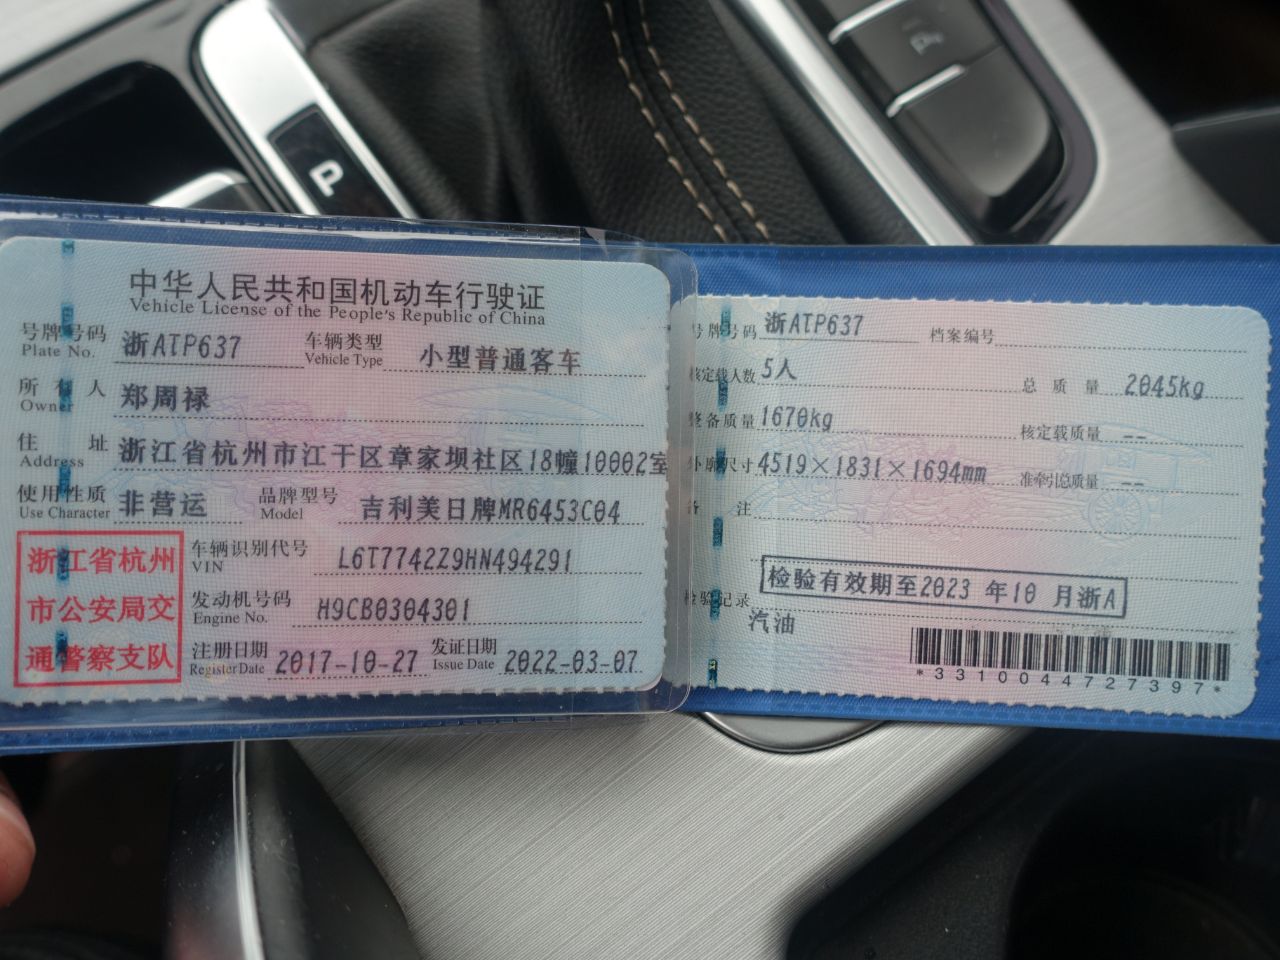 P
中华人民共和国机动车行驶证
Vehicle License of the People's Republic of China
号牌号码 浙ATP637 车辆类型 小型普通客车
Plate No. Vehicle Type
所有人 郑周禄
Owner
住址 浙江省杭州市江干区章家坝社区18幢10002室
Address
使用性质 非营运 品牌型号 吉利美日牌MR6453C04
Use Character Model
浙江省杭州
市公安局交
通警察支队
车辆识别代号 L6T7742Z9HN494291
VIN
发动机号码 H9CB0304301
Engine No.
注册日期 2017-10-27 发证日期 2022-03-07
Register Date Issue Date
号牌号码 浙ATP637 档案编号
核定载人数 5人 总质量 2045kg
整备质量 1670kg 核定载质量 --
外廓尺寸 4519×1831×1694mm 准牵引总质量 --
备注
检验有效期至2023 年10 月浙A
检验记录
汽油
*3310044727397*